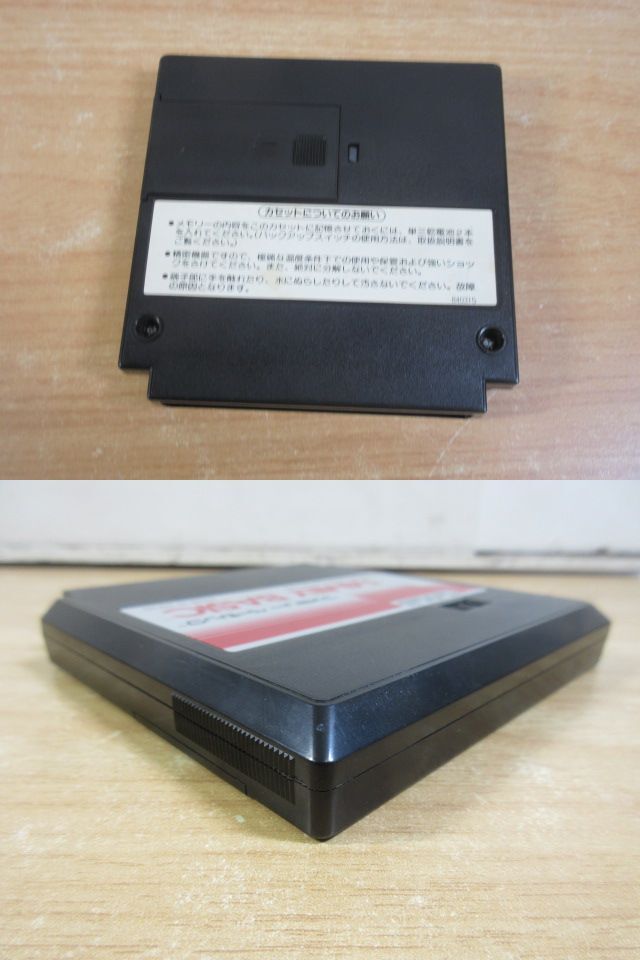 カセットについてのお願い
●メモリーの内容をこのカセットに記憶させておくには、単三乾電池2本
を入れてください。(バックアップスイッチの使用方法は、取扱説明書を
ご覧ください。)
●精密機器ですので、極端な温度条件下での使用や保管および強いショッ
クをさけてください。また、絶対に分解しないでください。
●端子部に手を触れたり、水にぬらしたりして汚さないでください。故障
の原因となります。
FAMILY BASIC